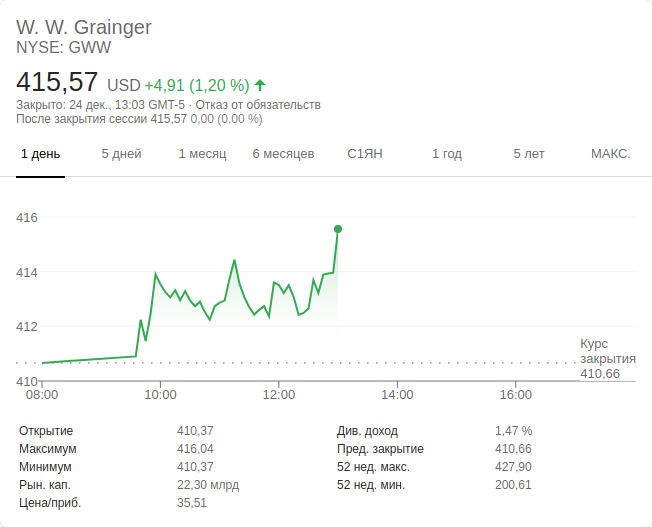 W. W. Grainger
NYSE: GWW
415,57 USD +4,91 (1,20 %)
Закрыто: 24 дек., 13:03 GMT-5 · Отказ от обязательств
После закрытия сессии 415,57 0,00 (0,00 %)
1 день 5 дней 1 месяц 6 месяцев С1ЯН 1 год 5 лет МАКС.
416
414
412
410
Курс
закрытия
410,66
08:00 10:00 12:00 14:00 16:00
Открытие 410,37 Див. доход 1,47 %
Максимум 416,04 Пред. закрытие 410,66
Минимум 410,37 52 нед. макс. 427,90
Рын. кап. 22,30 млрд 52 нед. мин. 200,61
Цена/приб. 35,51